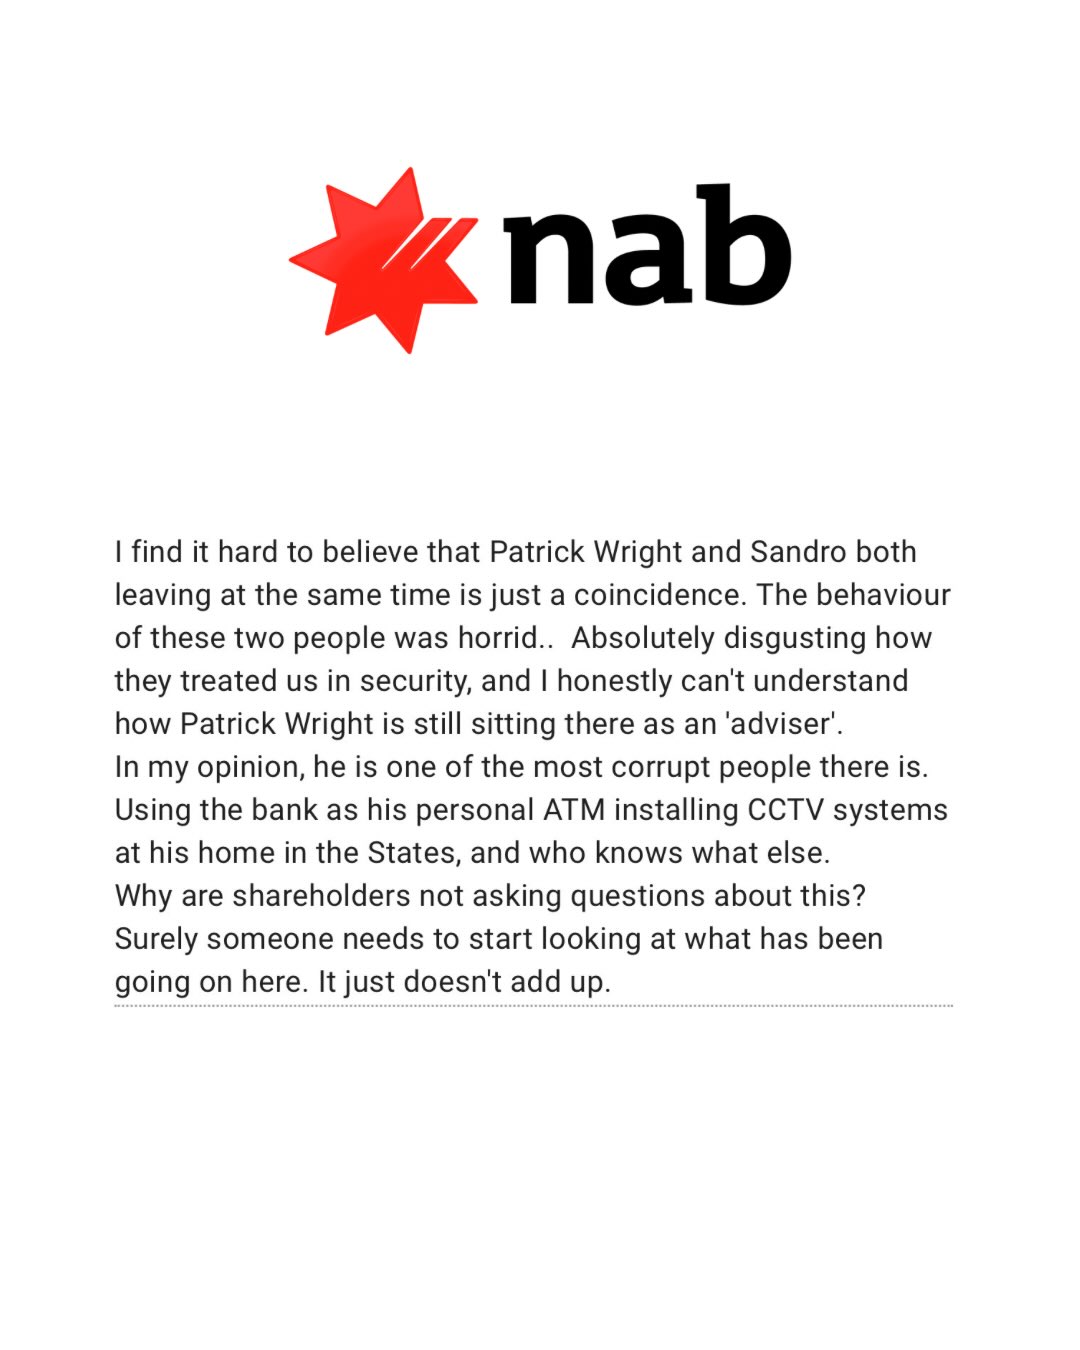 nab
I find it hard to believe that Patrick Wright and Sandro both
leaving at the same time is just a coincidence. The behaviour
of these two people was horrid..  Absolutely disgusting how
they treated us in security, and I honestly can't understand
how Patrick Wright is still sitting there as an 'adviser'.
In my opinion, he is one of the most corrupt people there is.
Using the bank as his personal ATM installing CCTV systems
at his home in the States, and who knows what else.
Why are shareholders not asking questions about this?
Surely someone needs to start looking at what has been
going on here. It just doesn't add up.